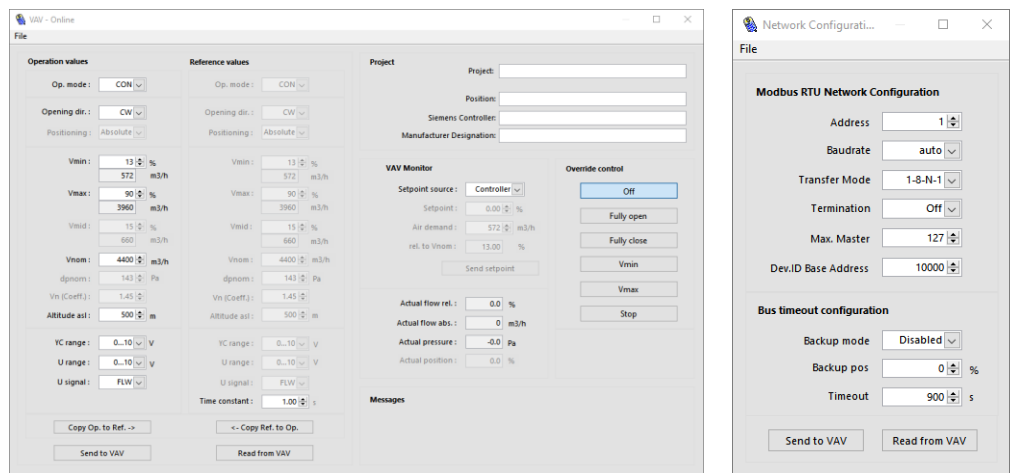 VAV - Online
File
Operation values
Op. mode : CON
Opening dir. : CW
Positioning : Absolute
Vmin : 13 %
572 m3/h
Vmax : 90 %
3960 m3/h
Vmid : 15 %
660 m3/h
Vnom : 4400 m3/h
dpnom : 143 Pa
Vn (Coeff.) : 1.45
Altitude asl : 500 m
YC range : 0...10 V
U range : 0...10 V
U signal : FLW
Copy Op. to Ref. ->
Send to VAV
Reference values
Op. mode : CON
Opening dir. : CW
Positioning : Absolute
Vmin : 13 %
572 m3/h
Vmax : 90 %
3960 m3/h
Vmid : 15 %
660 m3/h
Vnom : 4400 m3/h
dpnom : 143 Pa
Vn (Coeff.) : 1.45
Altitude asl : 500 m
YC range : 0...10 V
U range : 0...10 V
U signal : FLW
Time constant : 1.00 s
<- Copy Ref. to Op.
Read from VAV
Project
Project:
Position:
Siemens Controller:
Manufacturer Designation:
VAV Monitor
Setpoint source : Controller
Setpoint : 0.00 %
Air demand : 572 m3/h
rel. to Vnom : 13.00 %
Send setpoint
Actual flow rel. : 0.0 %
Actual flow abs. : 0 m3/h
Actual pressure : -0.0 Pa
Actual position : 0.0 %
Override control
Off
Fully open
Fully close
Vmin
Vmax
Stop
Messages
Network Configurati...
File
Modbus RTU Network Configuration
Address 1
Baudrate auto
Transfer Mode 1-8-N-1
Termination Off
Max. Master 127
Dev.ID Base Address 10000
Bus timeout configuration
Backup mode Disabled
Backup pos 0 %
Timeout 900 s
Send to VAV
Read from VAV